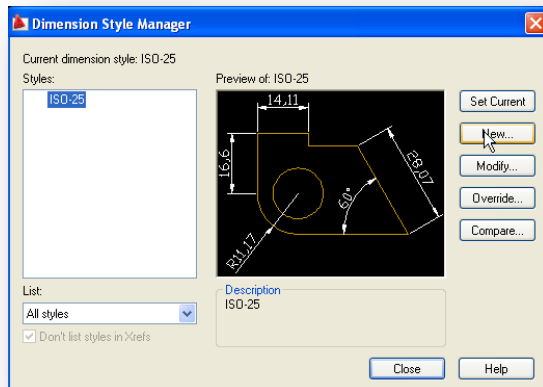 Dimension Style Manager
Current dimension style: ISO-25
Styles:
ISO-25
Preview of: ISO-25
14,11
16,6
28,07
60°
R11,17
Set Current
New...
Modify...
Override...
Compare...
List:
All styles
Don't list styles in Xrefs
Description
ISO-25
Close
Help